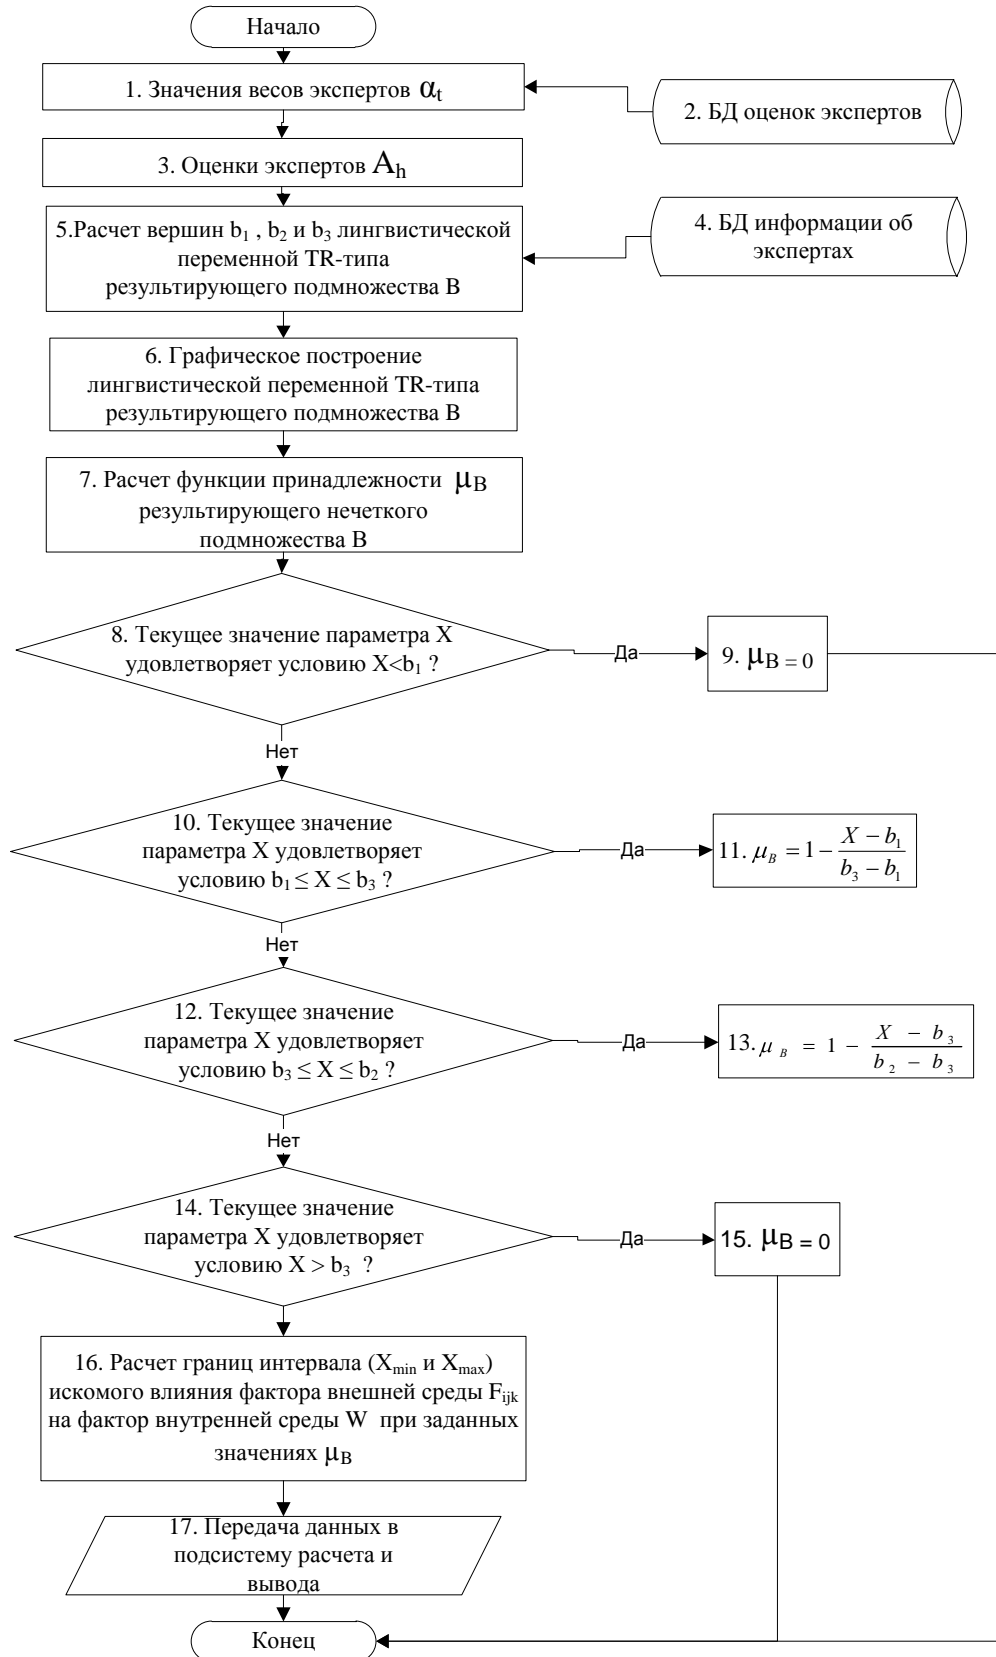 Начало
1. Значения весов экспертов αt
2. БД оценок экспертов
3. Оценки экспертов Ah
4. БД информации об
экспертах
5.Расчет вершин b1 , b2 и b3 лингвистической
переменной TR-типа
результирующего подмножества B
6. Графическое построение
лингвистической переменной TR-типа
результирующего подмножества B
7. Расчет функции принадлежности μB
результирующего нечеткого
подмножества B
8. Текущее значение параметра X
удовлетворяет условию X<b1 ?
Да
9. μB = 0
Нет
10. Текущее значение
параметра X удовлетворяет
условию b1 ≤ X ≤ b3 ?
Да
11. μB = 1 − (X − b1)/(b3 − b1)
Нет
12. Текущее значение
параметра X удовлетворяет
условию b3 ≤ X ≤ b2 ?
Да
13. μB = 1 − (X − b3)/(b2 − b3)
Нет
14. Текущее значение
параметра X удовлетворяет
условию X > b3 ?
Да
15. μB = 0
16. Расчет границ интервала (Xmin и Xmax)
искомого влияния фактора внешней среды Fijk
на фактор внутренней среды W при заданных
значениях μB
17. Передача данных в
подсистему расчета и
вывода
Конец